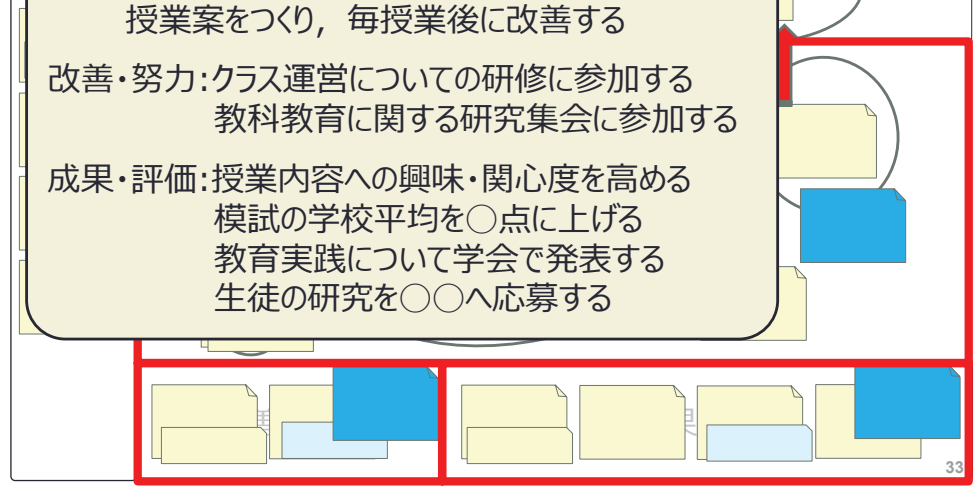 授業案をつくり，毎授業後に改善する
改善・努力:クラス運営についての研修に参加する
教科教育に関する研究集会に参加する
成果・評価:授業内容への興味・関心度を高める
模試の学校平均を○点に上げる
教育実践について学会で発表する
生徒の研究を○○へ応募する
33